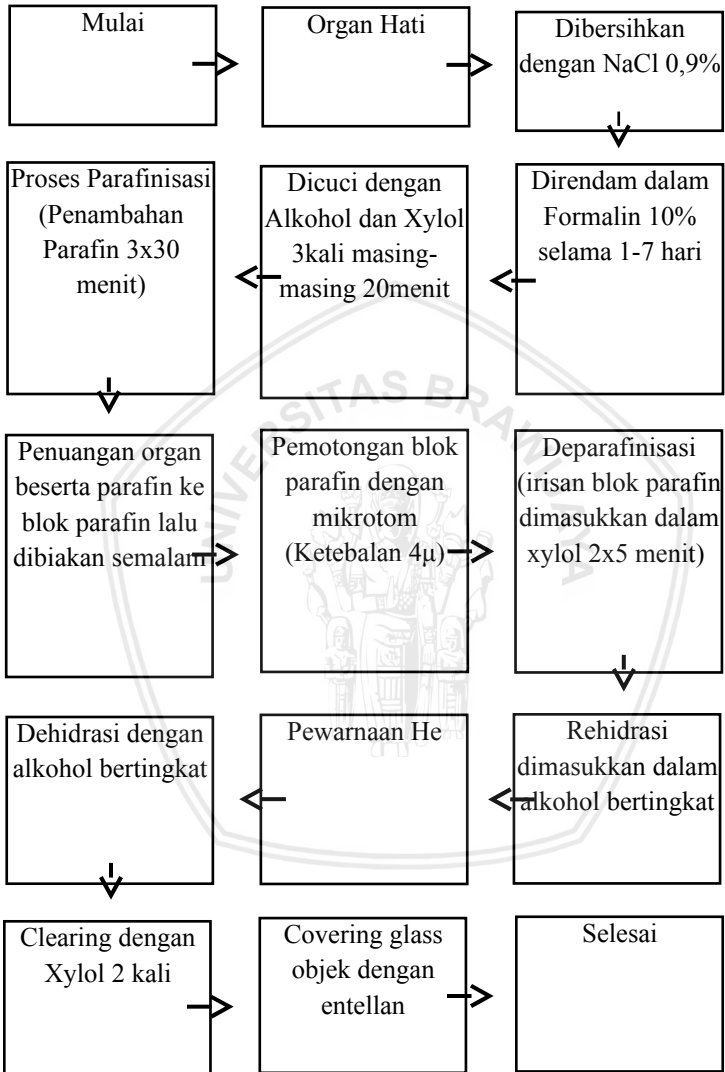 Mulai
Organ Hati
Dibersihkan
dengan NaCl 0,9%
Direndam dalam
Formalin 10%
selama 1-7 hari
Dicuci dengan
Alkohol dan Xylol
3kali masing-
masing 20menit
Proses Parafinisasi
(Penambahan
Parafin 3x30
menit)
Penuangan organ
beserta parafin ke
blok parafin lalu
dibiakan semalam
Pemotongan blok
parafin dengan
mikrotom
(Ketebalan 4μ)
Deparafinisasi
(irisan blok parafin
dimasukkan dalam
xylol 2x5 menit)
Rehidrasi
dimasukkan dalam
alkohol bertingkat
Pewarnaan He
Dehidrasi dengan
alkohol bertingkat
Clearing dengan
Xylol 2 kali
Covering glass
objek dengan
entellan
Selesai
UNIVERSITAS BRAWIJAYA